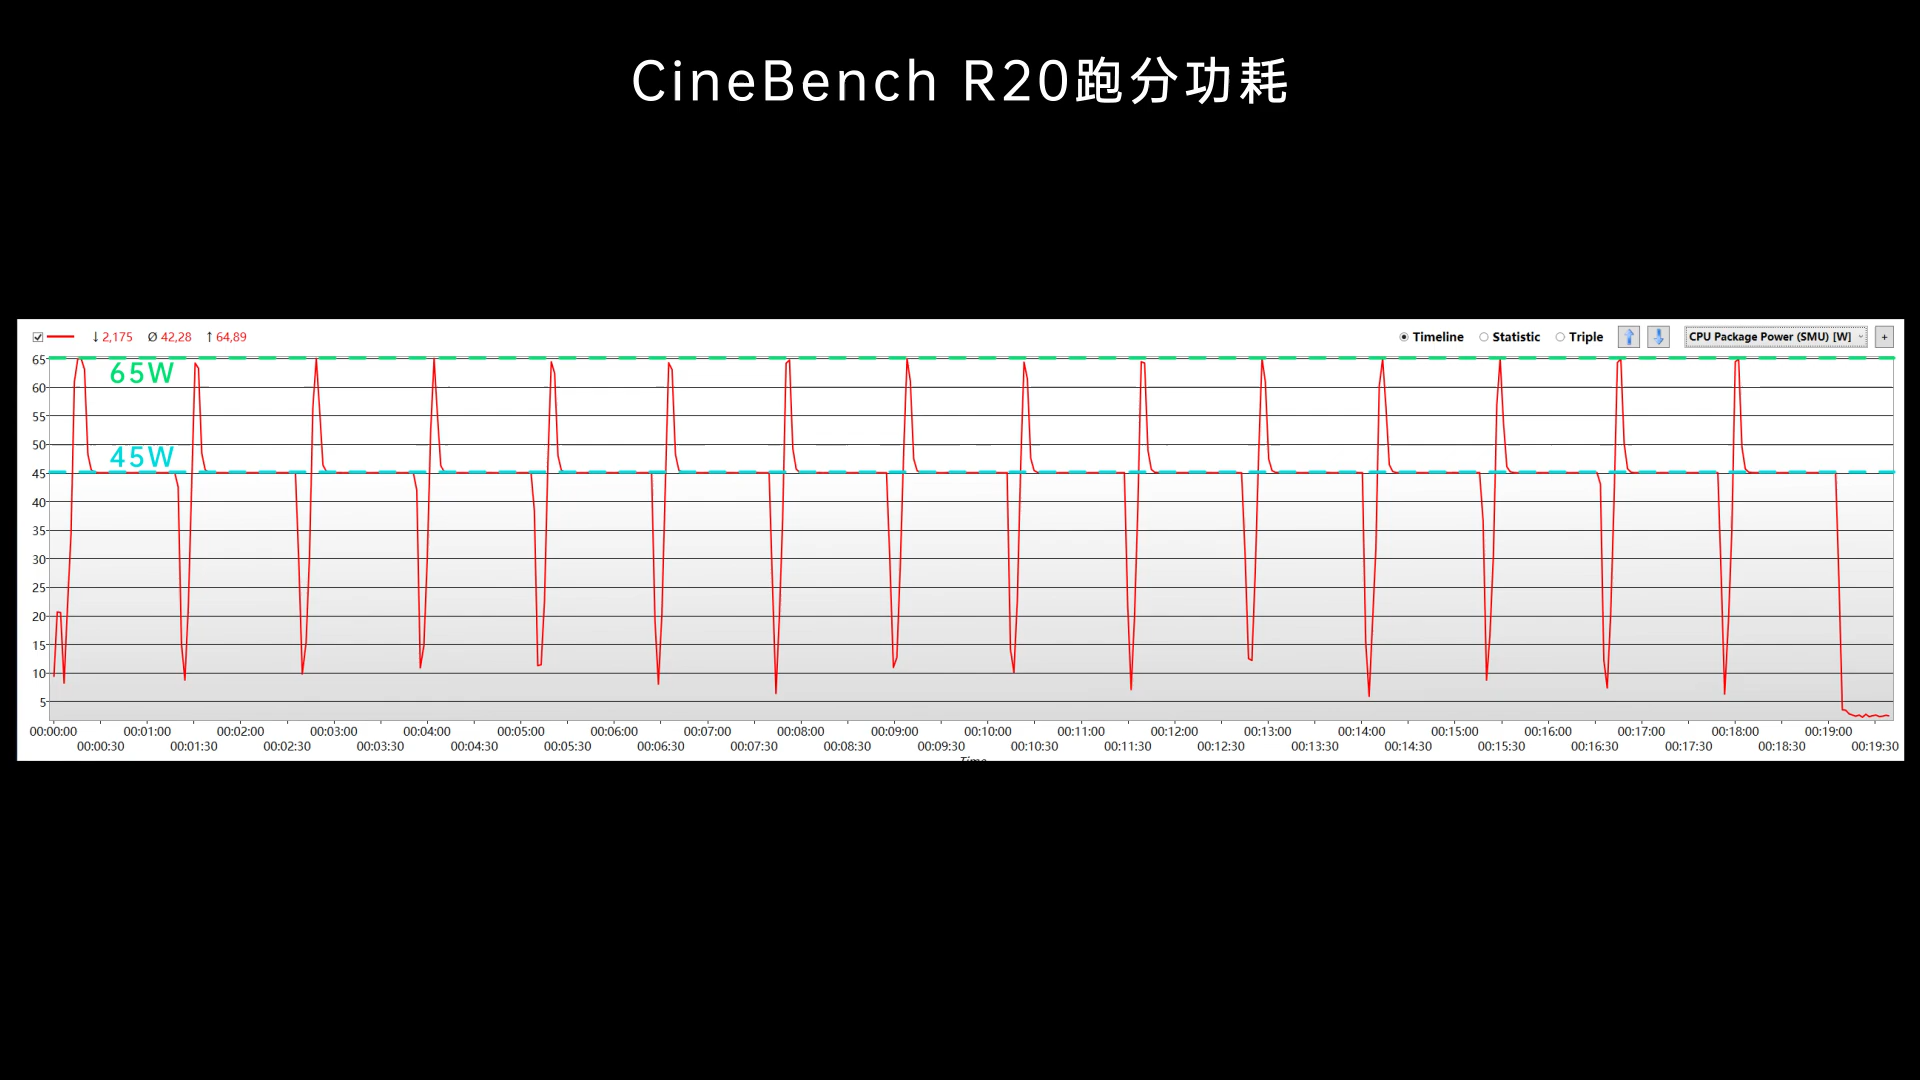 CineBench R20跑分功耗
↓ 2,175 Ø 42,28 ↑ 64,89 Timeline Statistic Triple CPU Package Power (SMU) [W] +
65
65W
60
55
50
45W
45
40
35
30
25
20
15
10
5
00:00:00 00:01:00 00:02:00 00:03:00 00:04:00 00:05:00 00:06:00 00:07:00 00:08:00 00:09:00 00:10:00 00:11:00 00:12:00 00:13:00 00:14:00 00:15:00 00:16:00 00:17:00 00:18:00 00:19:00
00:00:30 00:01:30 00:02:30 00:03:30 00:04:30 00:05:30 00:06:30 00:07:30 00:08:30 00:09:30 00:10:30 00:11:30 00:12:30 00:13:30 00:14:30 00:15:30 00:16:30 00:17:30 00:18:30 00:19:30
Time